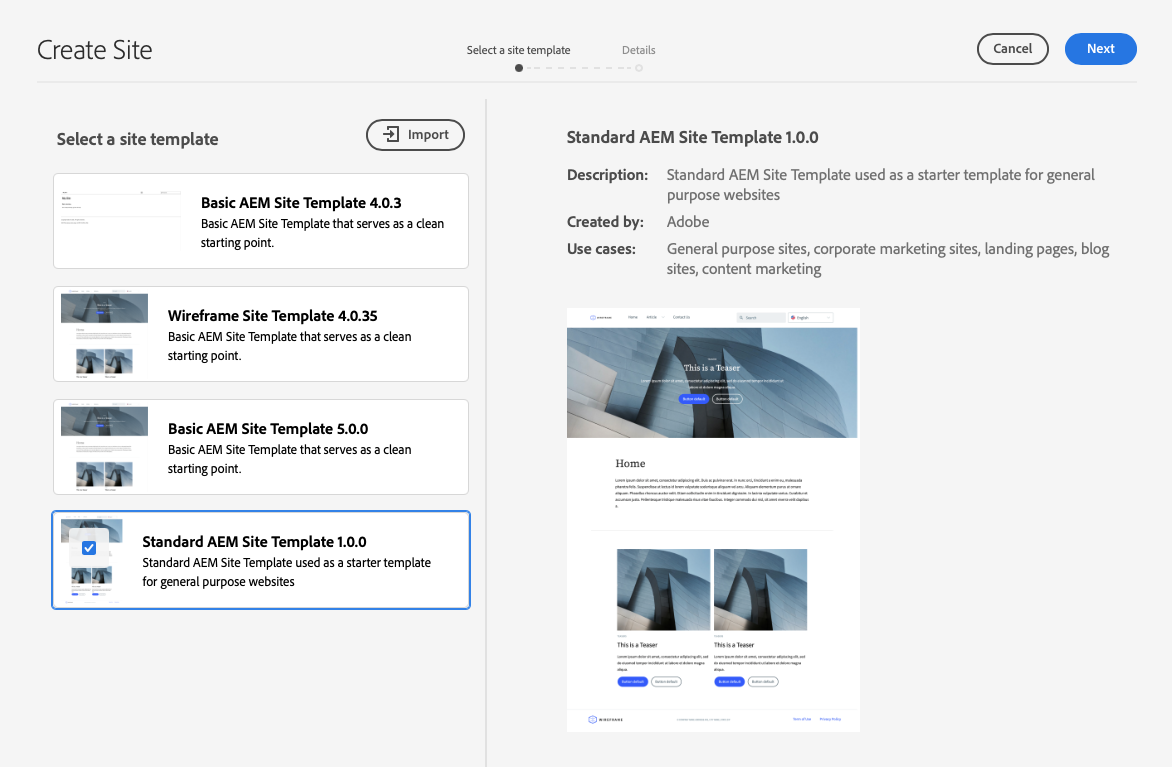 Create Site
Select a site template
Details
Cancel
Next
Select a site template
Import
Basic AEM Site Template 4.0.3
Basic AEM Site Template that serves as a clean
starting point.
Wireframe Site Template 4.0.35
Basic AEM Site Template that serves as a clean
starting point.
Basic AEM Site Template 5.0.0
Basic AEM Site Template that serves as a clean
starting point.
Standard AEM Site Template 1.0.0
Standard AEM Site Template used as a starter template
for general purpose websites
Standard AEM Site Template 1.0.0
Description: Standard AEM Site Template used as a starter template for general
purpose websites
Created by: Adobe
Use cases: General purpose sites, corporate marketing sites, landing pages, blog
sites, content marketing
WIREFRAME Home Article Contact Us Search English
This is a Teaser
Button default Button default
Home
This is a Teaser This is a Teaser
Button default Button default Button default Button default
WIREFRAME
Terms of Use Privacy Policy